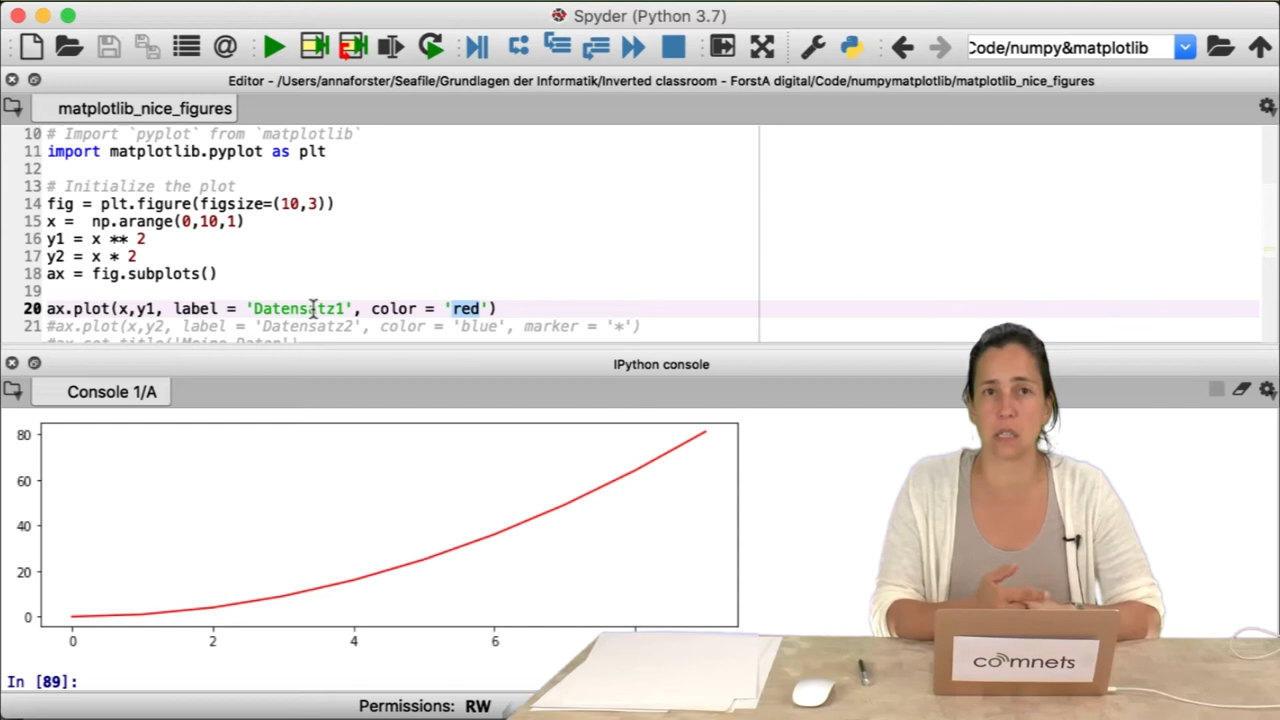 Spyder (Python 3.7)
Code/numpy&matplotlib
Editor - /Users/annaforster/Seafile/Grundlagen der Informatik/Inverted classroom - ForstA digital/Code/numpymatplotlib/matplotlib_nice_figures
matplotlib_nice_figures
10 # Import `pyplot` from `matplotlib`
11 import matplotlib.pyplot as plt
12
13 # Initialize the plot
14 fig = plt.figure(figsize=(10,3))
15 x =  np.arange(0,10,1)
16 y1 = x ** 2
17 y2 = x * 2
18 ax = fig.subplots()
19
20 ax.plot(x,y1, label = 'Datensatz1', color = 'red')
21 #ax.plot(x,y2, label = 'Datensatz2', color = 'blue', marker = '*')
#ax.set_title('Meine Daten')
IPython console
Console 1/A
80
60
40
20
0
0 2 4 6
In [89]:
Permissions: RW
comnets